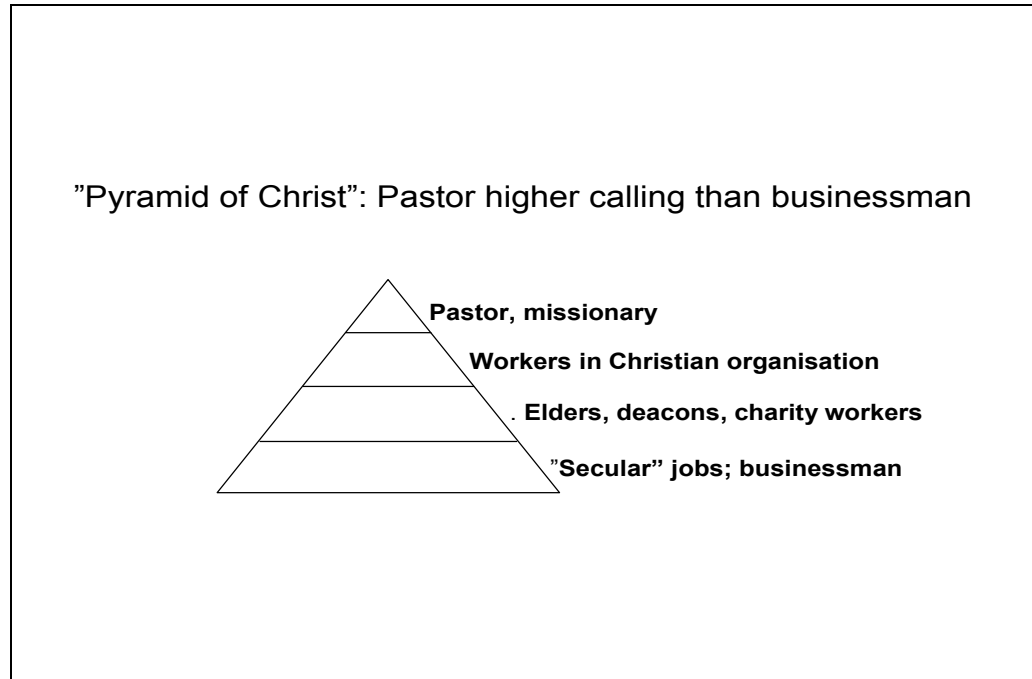 ”Pyramid of Christ”: Pastor higher calling than businessman
Pastor, missionary
Workers in Christian organisation
. Elders, deacons, charity workers
”Secular” jobs; businessman